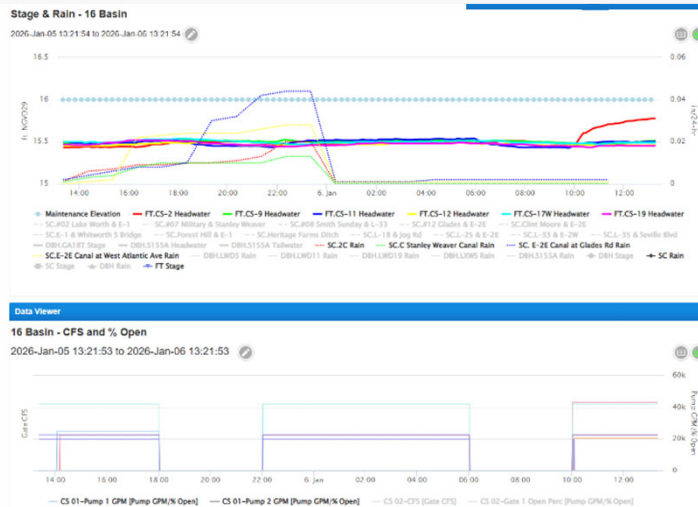 Stage & Rain - 16 Basin
2026-Jan-05 13:21:54 to 2026-Jan-06 13:21:54
16.5
0.06
16
0.04
15.5
0.02
15
0
Ft. NGVD29
in/24-hr
14:00 16:00 18:00 20:00 22:00 6. Jan 02:00 04:00 06:00 08:00 10:00 12:00
Maintenance Elevation FT.CS-2 Headwater FT.CS-9 Headwater FT.CS-11 Headwater FT.CS-12 Headwater FT.CS-17W Headwater FT.CS-19 Headwater
SC.#02 Lake Worth & E-1 SC.#07 Military & Stanley Weaver SC.#08 Smith Sunday & L-33 SC.#12 Glades & E-2E SC.Clint Moore & E-2E
SC.E-1 & Whitworth S Bridge SC.Forest Hill & E-1 SC.Heritage Farms Ditch SC.L-18 & Jog Rd SC.L-25 & E-2E SC.L-33 & E-2W SC.L-35 & Seville Blvd
DBH.GA1BT Stage DBH.S155A Headwater DBH.S155A Tailwater SC.2C Rain SC.C Stanley Weaver Canal Rain SC. E-2E Canal at Glades Rd Rain
SC.E-2E Canal at West Atlantic Ave Rain DBH.LWD5 Rain DBH.LWD11 Rain DBH.LWD19 Rain DBH.LXWS Rain DBH.S155A Rain DBH Stage SC Rain
SC Stage DBH Rain FT Stage
Data Viewer
16 Basin - CFS and % Open
2026-Jan-05 13:21:53 to 2026-Jan-06 13:21:53
60k
40k
20k
0
Gate CFS
Pump GPM/% Open
14:00 16:00 18:00 20:00 22:00 6. Jan 02:00 04:00 06:00 08:00 10:00 12:00
CS 01-Pump 1 GPM [Pump GPM/% Open] CS 01-Pump 2 GPM [Pump GPM/% Open] CS 02-CFS [Gate CFS] CS 02-Gate 1 Open Perc [Pump GPM/% Open]